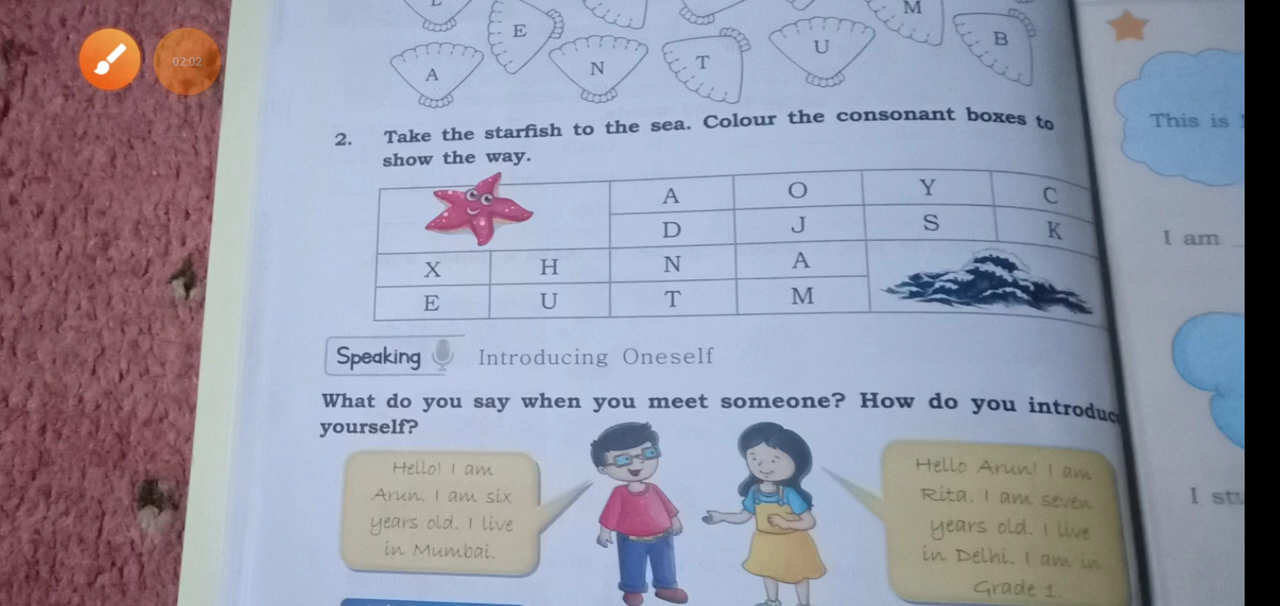 02:02
L
E
M
B
A
N
T
U
2. Take the starfish to the sea. Colour the consonant boxes to
show the way.
A O Y C
D J S K
X H N A
E U T M
Speaking Introducing Oneself
What do you say when you meet someone? How do you introduc
yourself?
Hello! I am
Arun. I am six
years old. I live
in Mumbai.
Hello Arun! I am
Rita. I am seven
years old. I live
in Delhi. I am in
Grade 1.
This is
I am
I stu